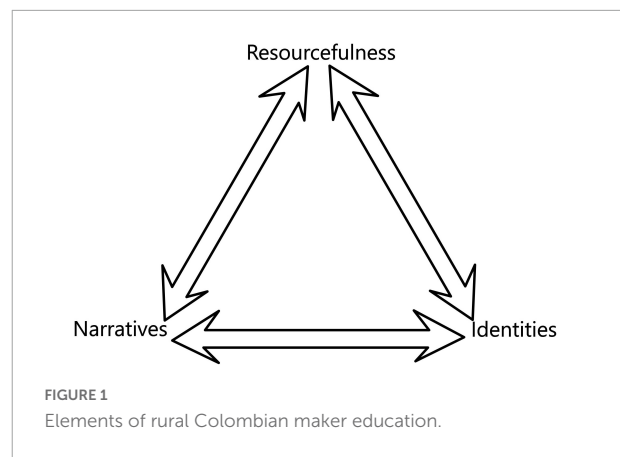 Resourcefulness
Narratives
Identities
FIGURE 1
Elements of rural Colombian maker education.